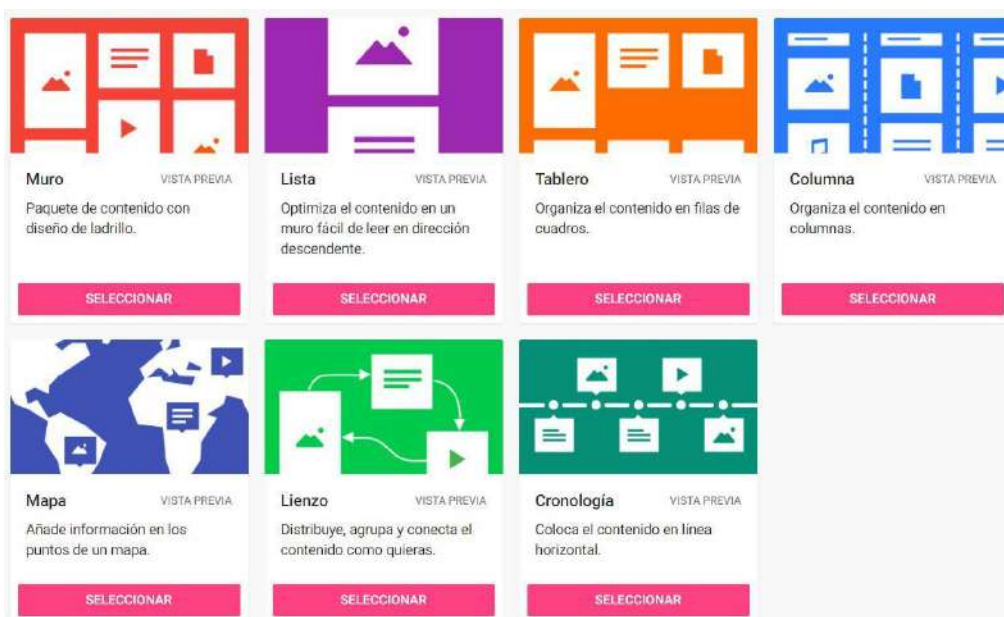 Muro VISTA PREVIA
Paquete de contenido con
diseño de ladrillo.
SELECCIONAR
Lista VISTA PREVIA
Optimiza el contenido en un
muro fácil de leer en dirección
descendente.
SELECCIONAR
Tablero VISTA PREVIA
Organiza el contenido en filas de
cuadros.
SELECCIONAR
Columna VISTA PREVIA
Organiza el contenido en
columnas.
SELECCIONAR
Mapa VISTA PREVIA
Añade información en los
puntos de un mapa.
SELECCIONAR
Lienzo VISTA PREVIA
Distribuye, agrupa y conecta el
contenido como quieras.
SELECCIONAR
Cronología VISTA PREVIA
Coloca el contenido en línea
horizontal.
SELECCIONAR